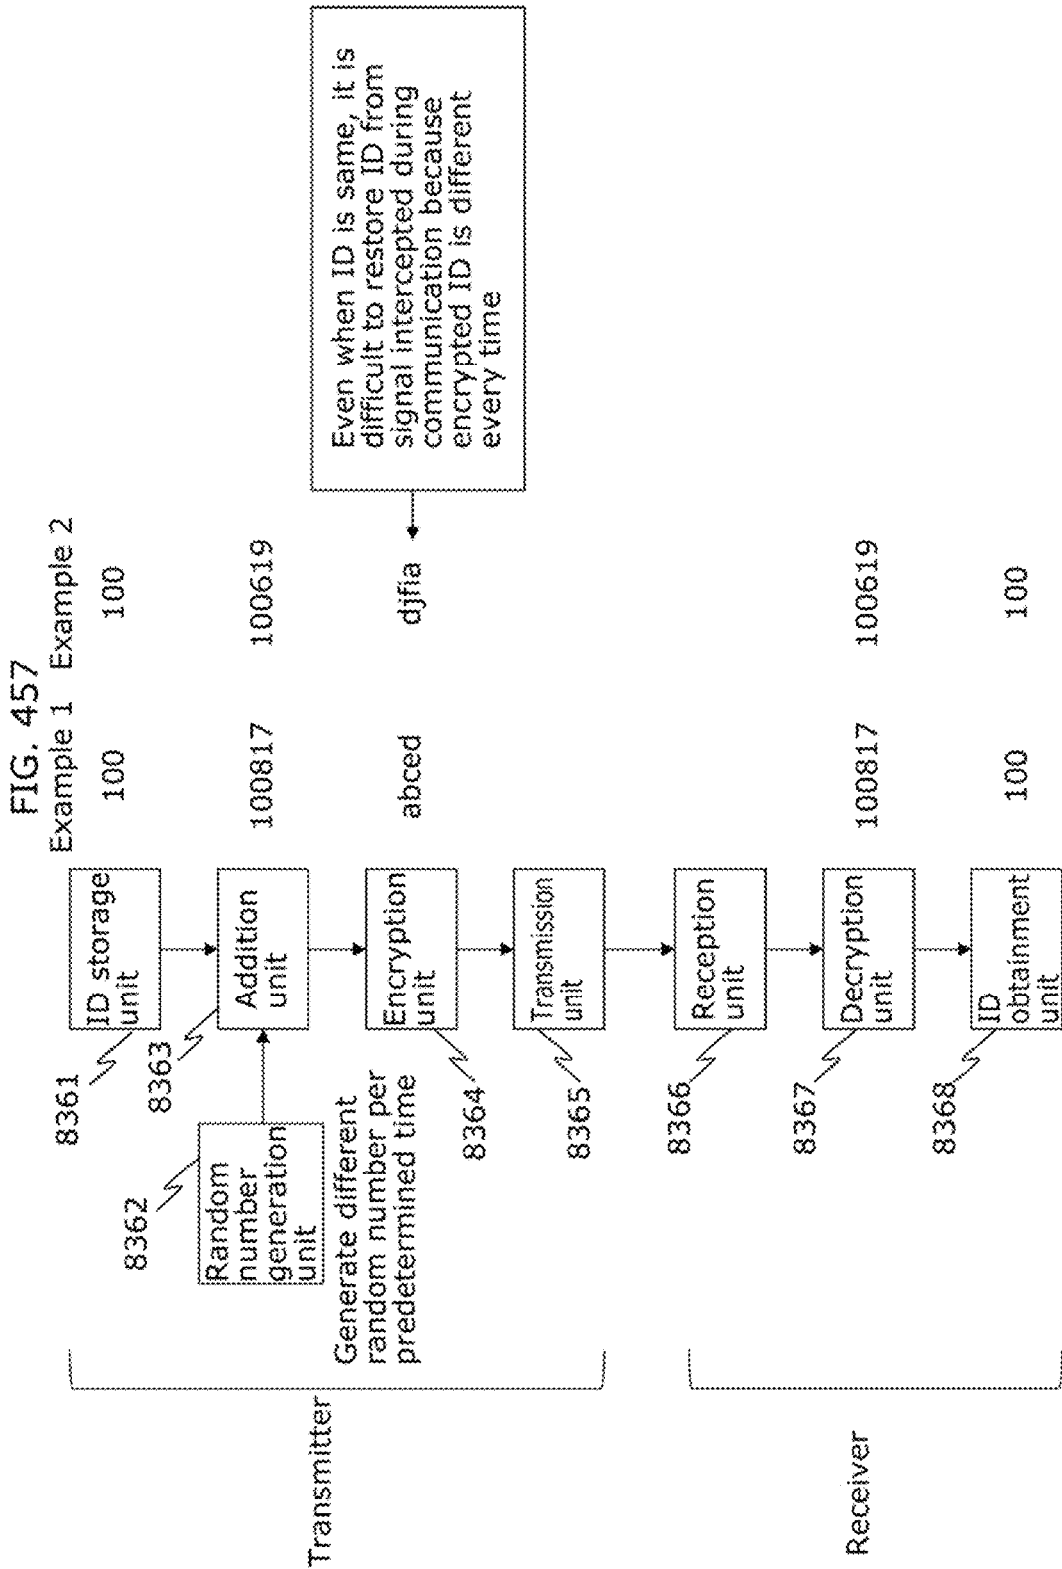 FIG. 457
Example 1
Example 2
Transmitter
8361
ID storage
unit
100
100
8362
Random
number
generation
unit
Generate different
random number per
predetermined time
8363
Addition
unit
100817
100619
8364
Encryption
unit
abced
djfia
Even when ID is same, it is
difficult to restore ID from
signal intercepted during
communication because
encrypted ID is different
every time
8365
Transmission
unit
Receiver
8366
Reception
unit
8367
Decryption
unit
100817
100619
8368
ID
obtainment
unit
100
100